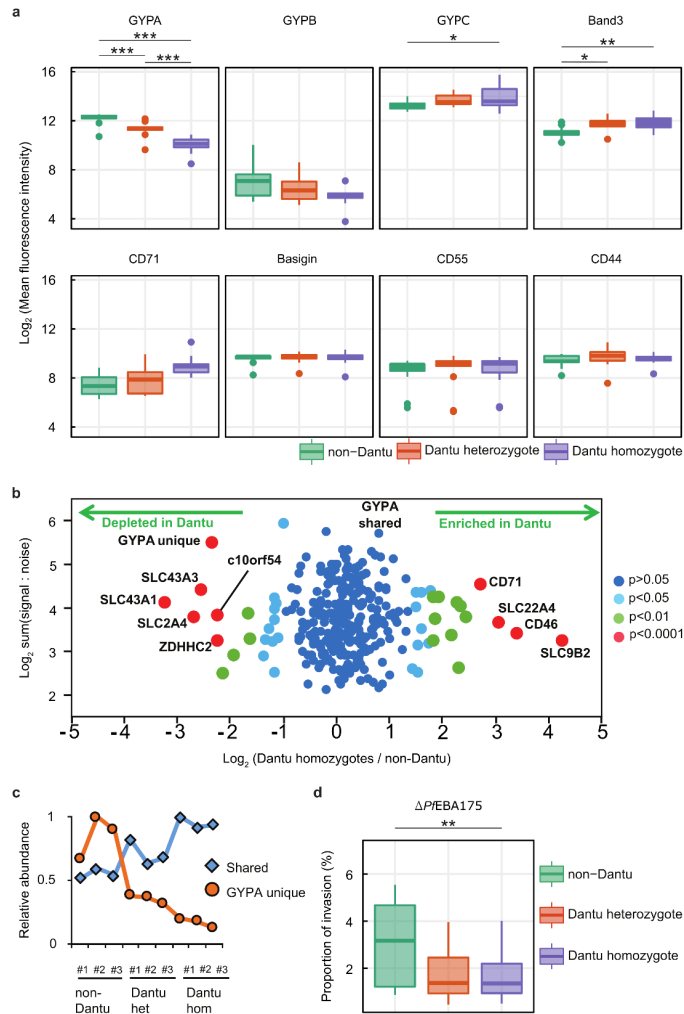 a
GYPA
GYPB
GYPC
Band3
***
*** ***
*
**
*
Log2 (Mean fluorescence intensity)
16
12
8
4
CD71
Basigin
CD55
CD44
16
12
8
4
non−Dantu
Dantu heterozygote
Dantu homozygote
b
Depleted in Dantu
GYPA shared
Enriched in Dantu
GYPA unique
c10orf54
SLC43A3
SLC43A1
SLC2A4
ZDHHC2
CD71
SLC22A4
CD46
SLC9B2
p>0.05
p<0.05
p<0.01
p<0.0001
Log2 sum(signal : noise)
6
5
4
3
2
-5 -4 -3 -2 -1 0 1 2 3 4 5
Log2 (Dantu homozygotes / non-Dantu)
c
Relative abundance
1
0.5
0
Shared
GYPA unique
#1 #2 #3 #1 #2 #3 #1 #2 #3
non-Dantu
Dantu het
Dantu hom
d
ΔPfEBA175
**
Proportion of invasion (%)
6
4
2
non-Dantu
Dantu heterozygote
Dantu homozygote